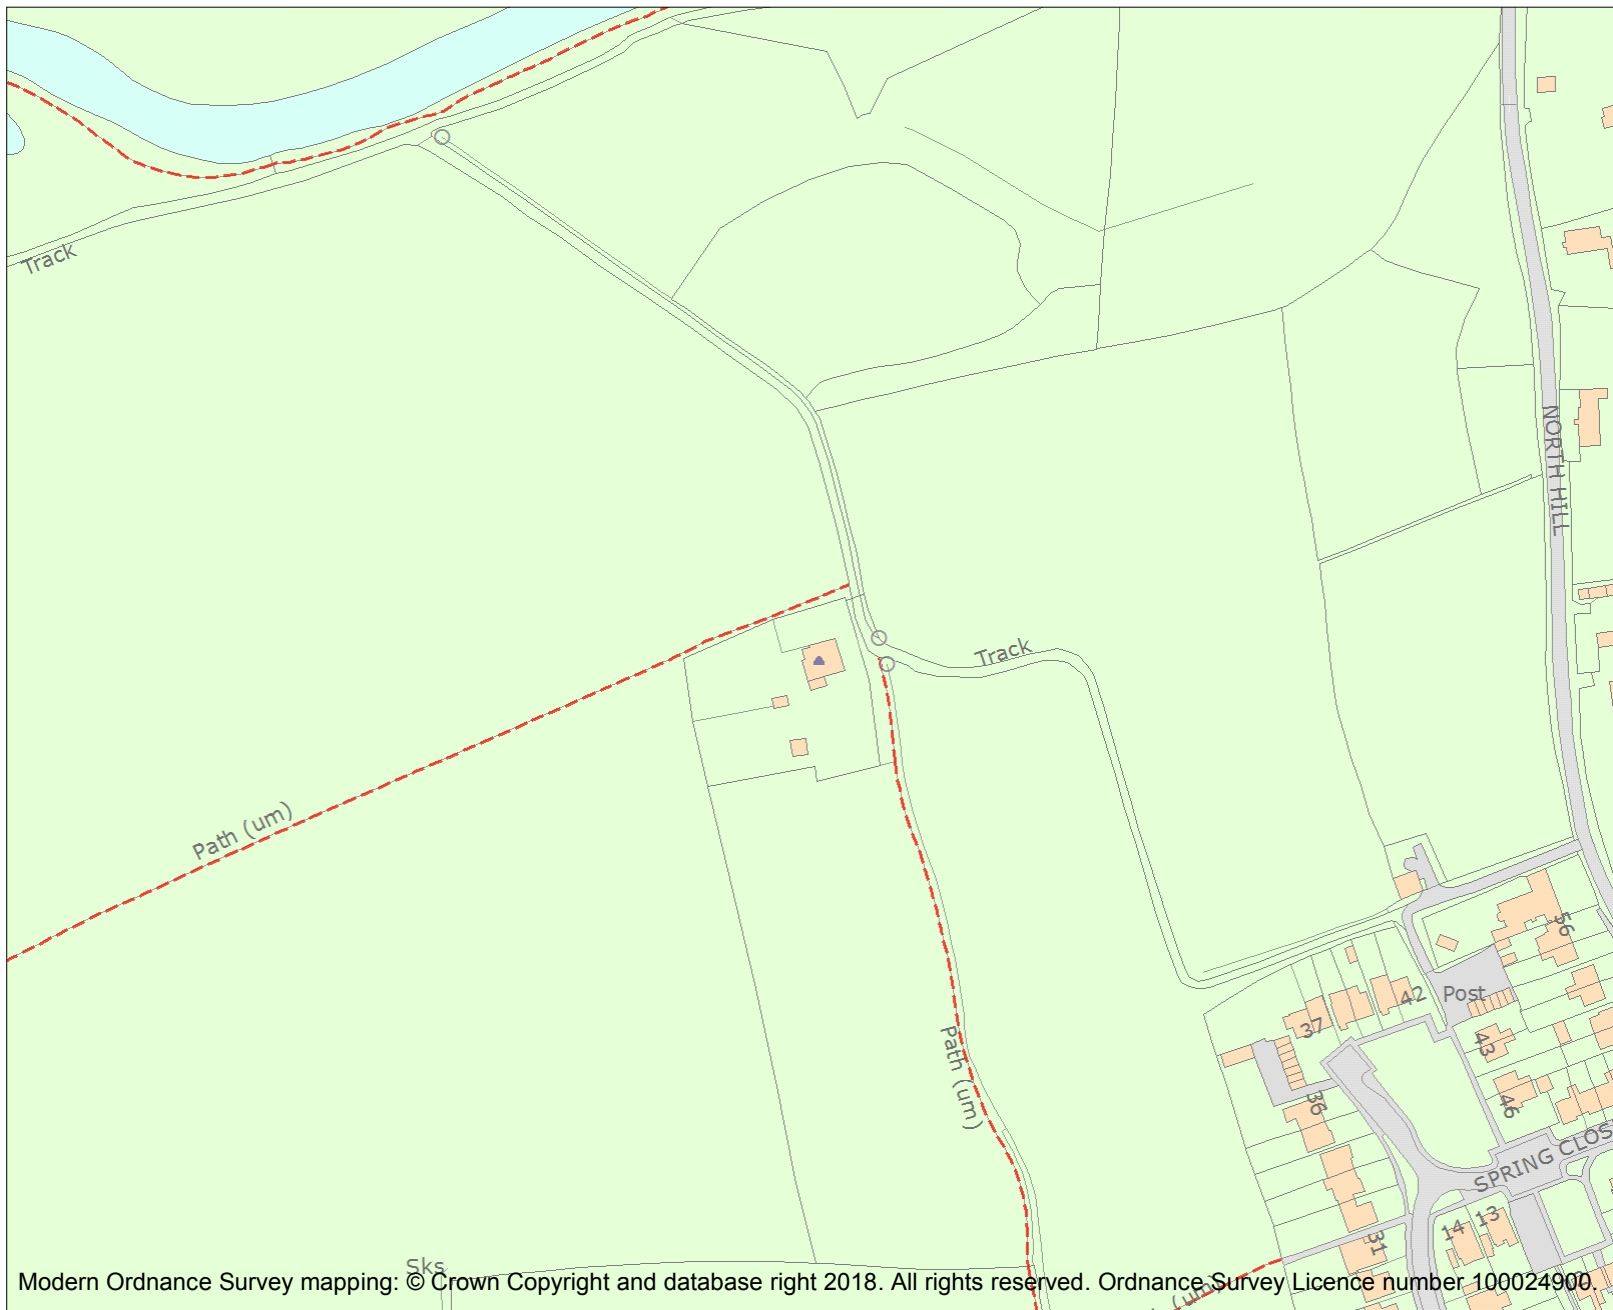 Track
NORTH HILL
Track
Path (um)
56
42
Post
37
Path (um)
43
36
46
SPRING CLOS
14
13
31
Sks
(um)
Modern Ordnance Survey mapping: © Crown Copyright and database right 2018. All rights reserved. Ordnance Survey Licence number 100024900.